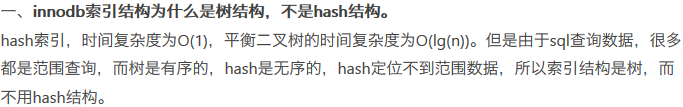 一、innodb索引结构为什么是树结构，不是hash结构。
hash索引，时间复杂度为O(1)，平衡二叉树的时间复杂度为O(lg(n))。但是由于sql查询数据，很多
都是范围查询，而树是有序的，hash是无序的，hash定位不到范围数据，所以索引结构是树，而
不用hash结构。